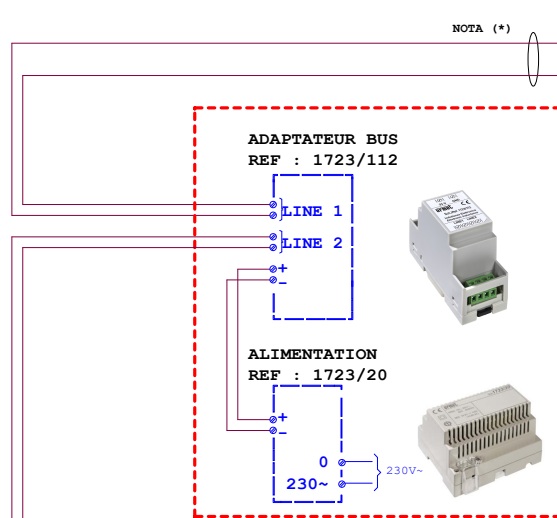 NOTA (*)
ADAPTATEUR BUS
REF : 1723/112
LINE 1
LINE 2
+
–
ALIMENTATION
REF : 1723/20
+
–
0
230~
230V~